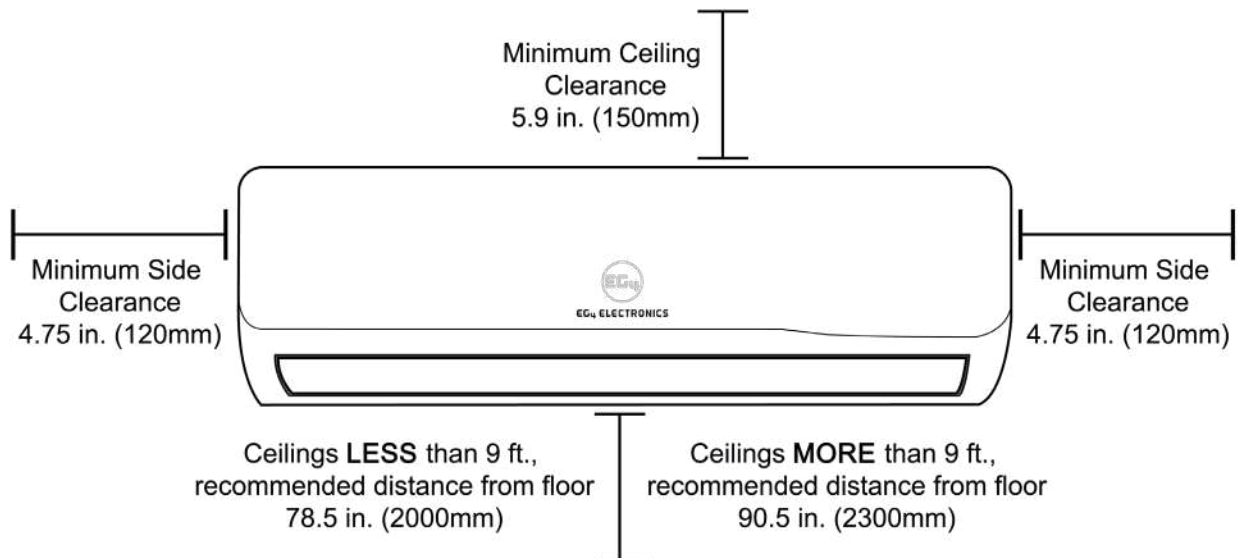 Minimum Ceiling
Clearance
5.9 in. (150mm)
Minimum Side
Clearance
4.75 in. (120mm)
EG4
EG4 ELECTRONICS
Minimum Side
Clearance
4.75 in. (120mm)
Ceilings LESS than 9 ft.,
recommended distance from floor
78.5 in. (2000mm)
Ceilings MORE than 9 ft.,
recommended distance from floor
90.5 in. (2300mm)